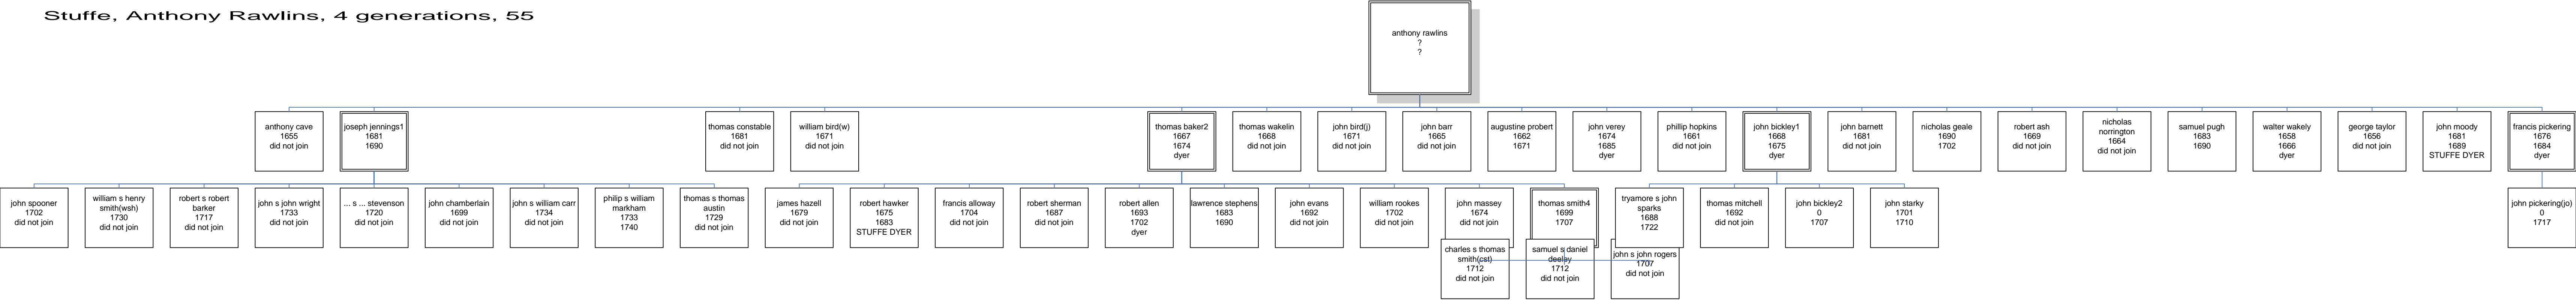 Stuffe, Anthony Rawlins, 4 generations, 55
anthony rawlins
?
?
anthony cave
1655
did not join
joseph jennings1
1681
1690
thomas constable
1681
did not join
william bird(w)
1671
did not join
thomas baker2
1667
1674
dyer
thomas wakelin
1668
did not join
john bird(j)
1671
did not join
john barr
1665
did not join
augustine probert
1662
1671
john verey
1674
1685
dyer
phillip hopkins
1661
did not join
john bickley1
1668
1675
dyer
john barnett
1681
did not join
nicholas geale
1690
1702
robert ash
1669
did not join
nicholas
norrington
1664
did not join
samuel pugh
1683
1690
walter wakely
1658
1666
dyer
george taylor
1656
did not join
john moody
1681
1689
STUFFE DYER
francis pickering
1676
1684
dyer
john spooner
1702
did not join
william s henry
smith(wsh)
1730
did not join
robert s robert
barker
1717
did not join
john s john wright
1733
did not join
... s ... stevenson
1720
did not join
john chamberlain
1699
did not join
john s william carr
1734
did not join
philip s william
markham
1733
1740
thomas s thomas
austin
1729
did not join
james hazell
1679
did not join
robert hawker
1675
1683
STUFFE DYER
francis alloway
1704
did not join
robert sherman
1687
did not join
robert allen
1693
1702
dyer
lawrence stephens
1683
1690
john evans
1692
did not join
william rookes
1702
did not join
john massey
1674
did not join
thomas smith4
1699
1707
tryamore s john
sparks
1688
1722
thomas mitchell
1692
did not join
john bickley2
0
1707
john starky
1701
1710
john pickering(jo)
0
1717
charles s thomas
smith(cst)
1712
did not join
samuel s daniel
deeley
1712
did not join
john s john rogers
1707
did not join